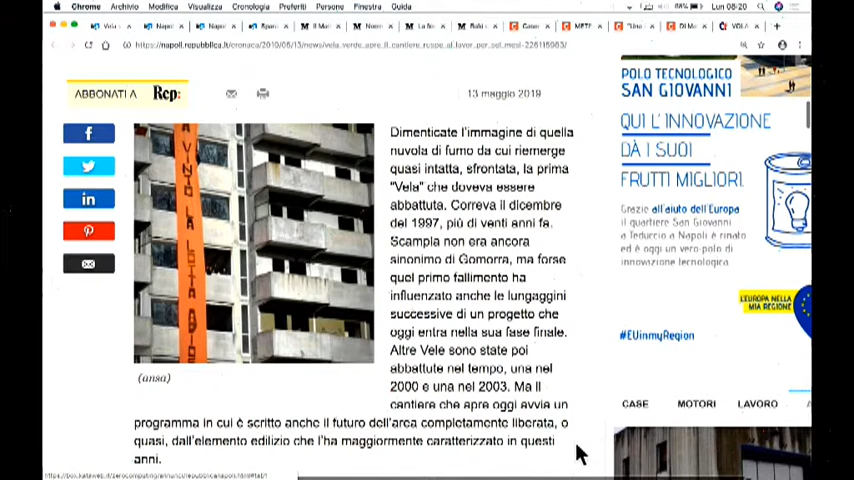 Chrome Archivio Modifica Visualizza Cronologia Preferiti Persone Finestra Guida
88% Lun 08:20
ABBONATI A Rep:
13 maggio 2019
A VINTO LA LOTTA
Dimenticate l'immagine di quella
nuvola di fumo da cui riemerge
quasi intatta, sfrontata, la prima
"Vela" che doveva essere
abbattuta. Correva il dicembre
del 1997, più di venti anni fa.
Scampia non era ancora
sinonimo di Gomorra, ma forse
quel primo fallimento ha
influenzato anche le lungaggini
successive di un progetto che
oggi entra nella sua fase finale.
Altre Vele sono state poi
abbattute nel tempo, una nel
2000 e una nel 2003. Ma il
cantiere che apre oggi avvia un
programma in cui è scritto anche il futuro dell'area completamente liberata, o
quasi, dall'elemento edilizio che l'ha maggiormente caratterizzato in questi
anni.
(ansa)
POLO TECNOLOGICO
SAN GIOVANNI
QUI L'INNOVAZIONE
DÀ I SUOI
FRUTTI MIGLIORI.
Grazie all'aiuto dell'Europa
il quartiere San Giovanni
a Teduccio a Napoli è rinato
ed è oggi un vero polo di
innovazione tecnologica.
L'EUROPA NELLA
MIA REGIONE
#EUinmyRegion
CASE MOTORI LAVORO